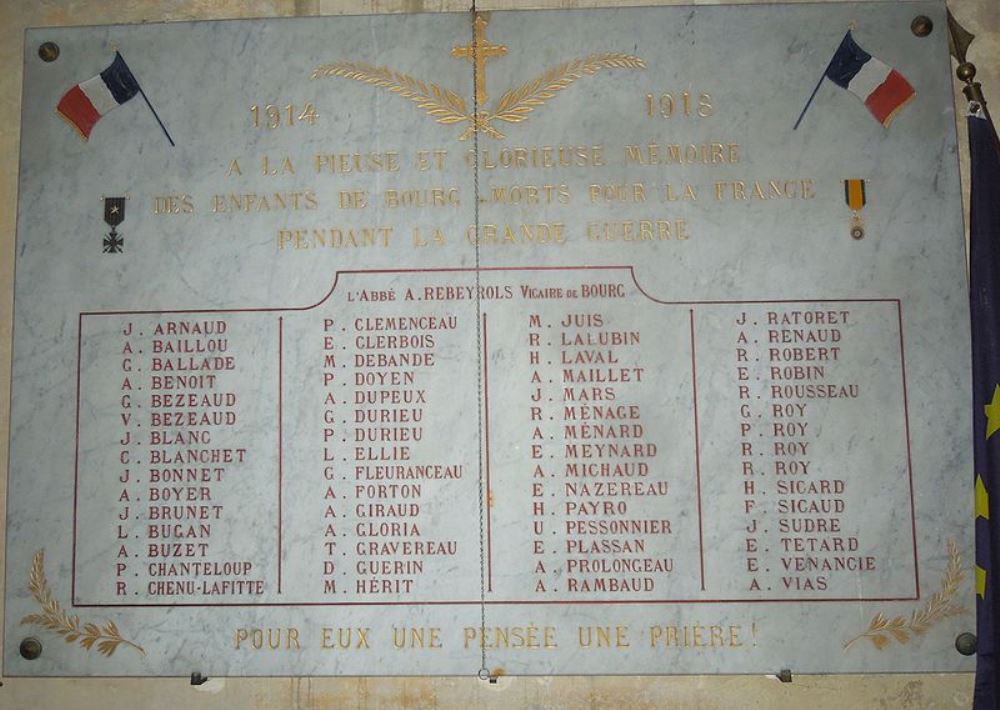 1914 1918
A LA PIEUSE ET GLORIEUSE MÉMOIRE
DES ENFANTS DE BOURG MORTS POUR LA FRANCE
PENDANT LA GRANDE GUERRE
L'ABBÉ A. REBEYROLS VICAIRE DE BOURG
J. ARNAUD
A. BAILLOU
G. BALLADE
A. BENOIT
G. BEZEAUD
V. BEZEAUD
J. BLANC
C. BLANCHET
J. BONNET
A. BOYER
J. BRUNET
L. BUGAN
A. BUZET
P. CHANTELOUP
R. CHENU-LAFITTE
P. CLEMENCEAU
E. CLERBOIS
M. DEBANDE
P. DOYEN
A. DUPEUX
G. DURIEU
P. DURIEU
L. ELLIE
G. FLEURANCEAU
A. FORTON
A. GIRAUD
A. GLORIA
T. GRAVEREAU
D. GUERIN
M. HÉRIT
M. JUIS
R. LALUBIN
H. LAVAL
A. MAILLET
J. MARS
R. MÉNAGE
A. MÉNARD
E. MEYNARD
A. MICHAUD
E. NAZEREAU
H. PAYRO
U. PESSONNIER
E. PLASSAN
A. PROLONGEAU
A. RAMBAUD
J. RATORET
A. RENAUD
R. ROBERT
E. ROBIN
R. ROUSSEAU
G. ROY
P. ROY
R. ROY
R. ROY
H. SICARD
F. SICAUD
J. SUDRE
E. TETARD
E. VENANCIE
A. VIAS
POUR EUX UNE PENSÉE UNE PRIÈRE!